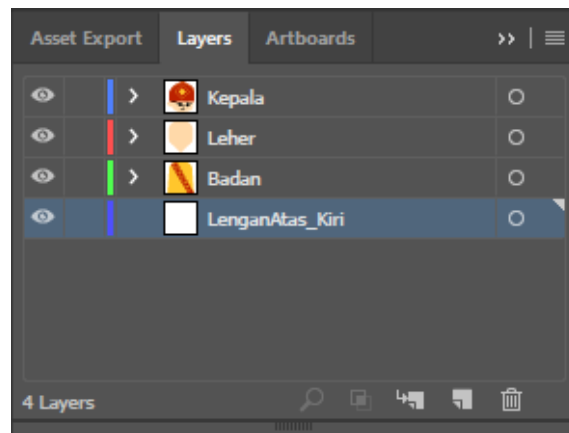 Asset Export Layers Artboards
Kepala
Leher
Badan
LenganAtas_Kiri
4 Layers